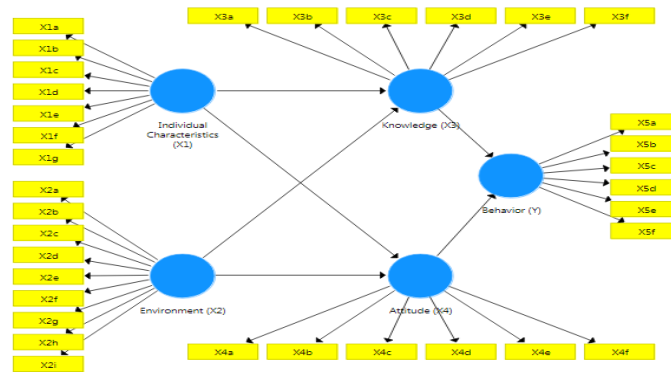 X3a
X3b
X3c
X3d
X3e
X3f
X1a
X1b
X1c
X1d
X1e
X1f
X1g
Individual
Characteristics
(X1)
Knowledge (X3)
X5a
X5b
X5c
X5d
X5e
X5f
Behavior (Y)
X2a
X2b
X2c
X2d
X2e
X2f
X2g
X2h
X2i
Environment (X2)
Attitude (X4)
X4a
X4b
X4c
X4d
X4e
X4f